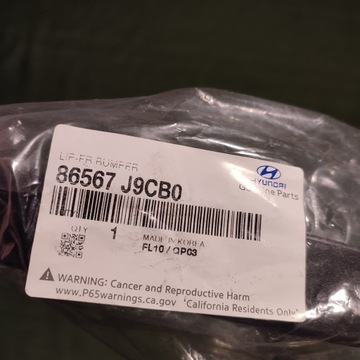 LIP-FR BUMPER
HYUNDAI
Genuine Parts
86567 J9CB0
QTY 1 MADE IN KOREA
FL10 / QP03
WARNING: Cancer and Reproductive Harm
www.P65warnings.ca.gov 'California Residents Only'